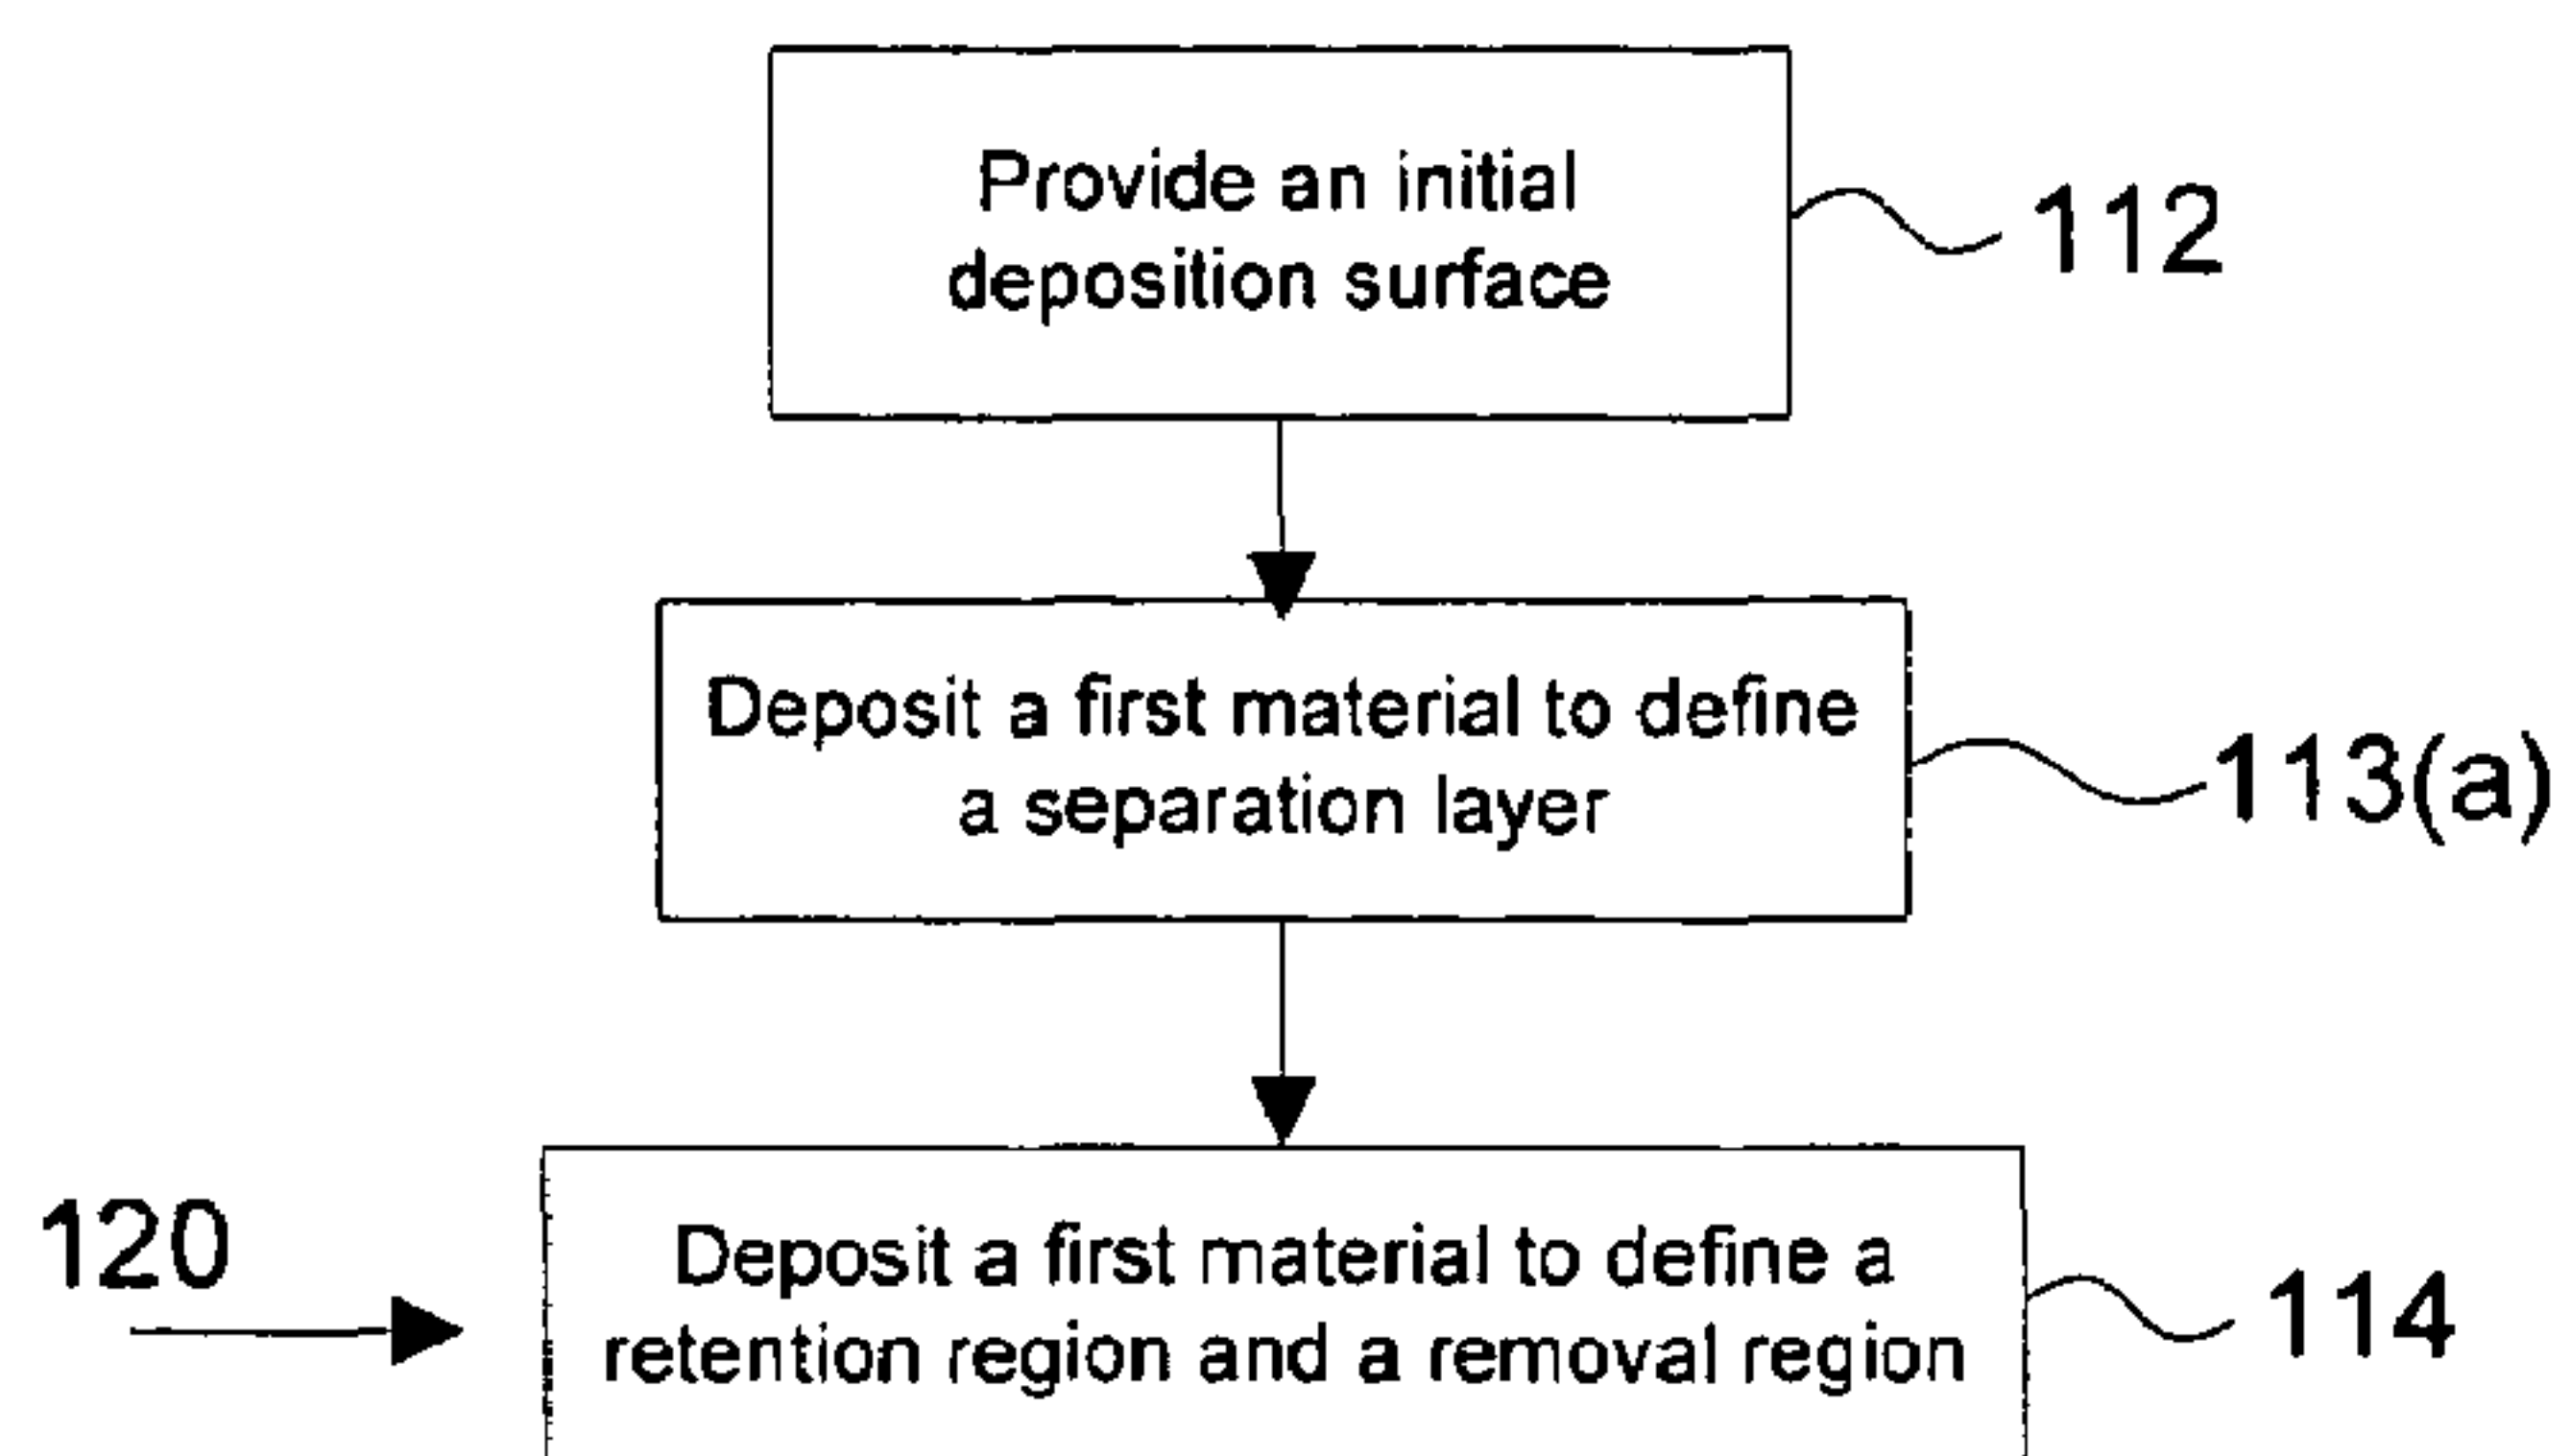 Provide an initial
deposition surface
112
Deposit a first material to define
a separation layer
113(a)
120
Deposit a first material to define a
retention region and a removal region
114